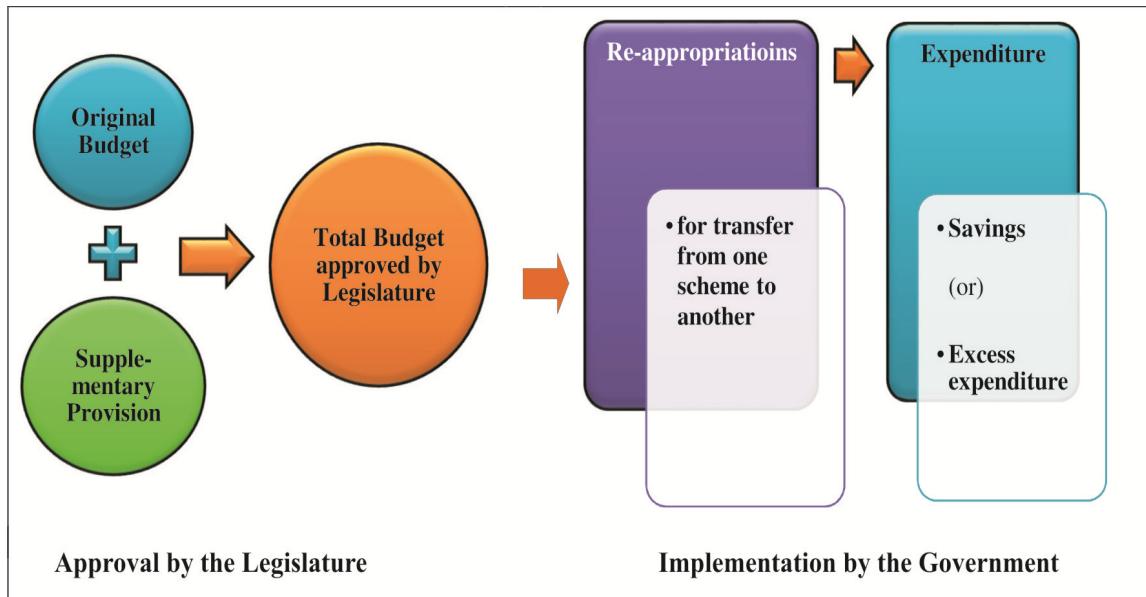 Original
Budget
Supple-
mentary
Provision
Total Budget
approved by
Legislature
Re-appropriatioins
• for transfer
from one
scheme to
another
Expenditure
• Savings
(or)
• Excess
expenditure
Approval by the Legislature
Implementation by the Government